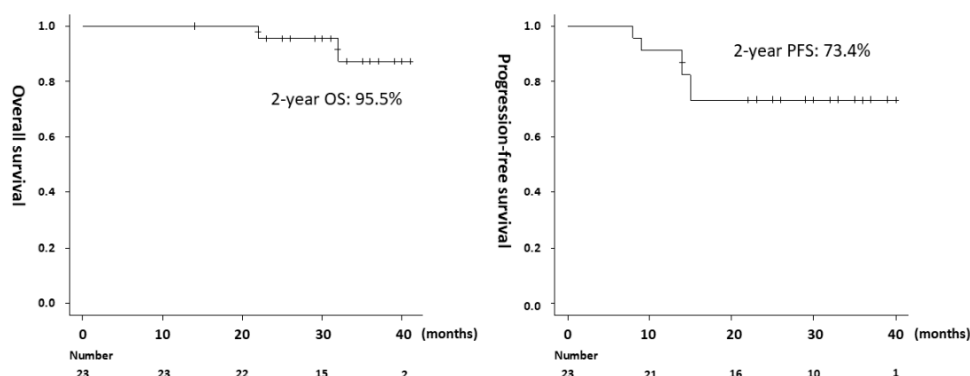 Overall survival
1.0
0.8
0.6
0.4
0.2
0.0
2-year OS: 95.5%
0 10 20 30 40 (months)
Number
23 23 22 15 2
Progression-free survival
1.0
0.8
0.6
0.4
0.2
0.0
2-year PFS: 73.4%
0 10 20 30 40 (months)
Number
23 21 16 10 1